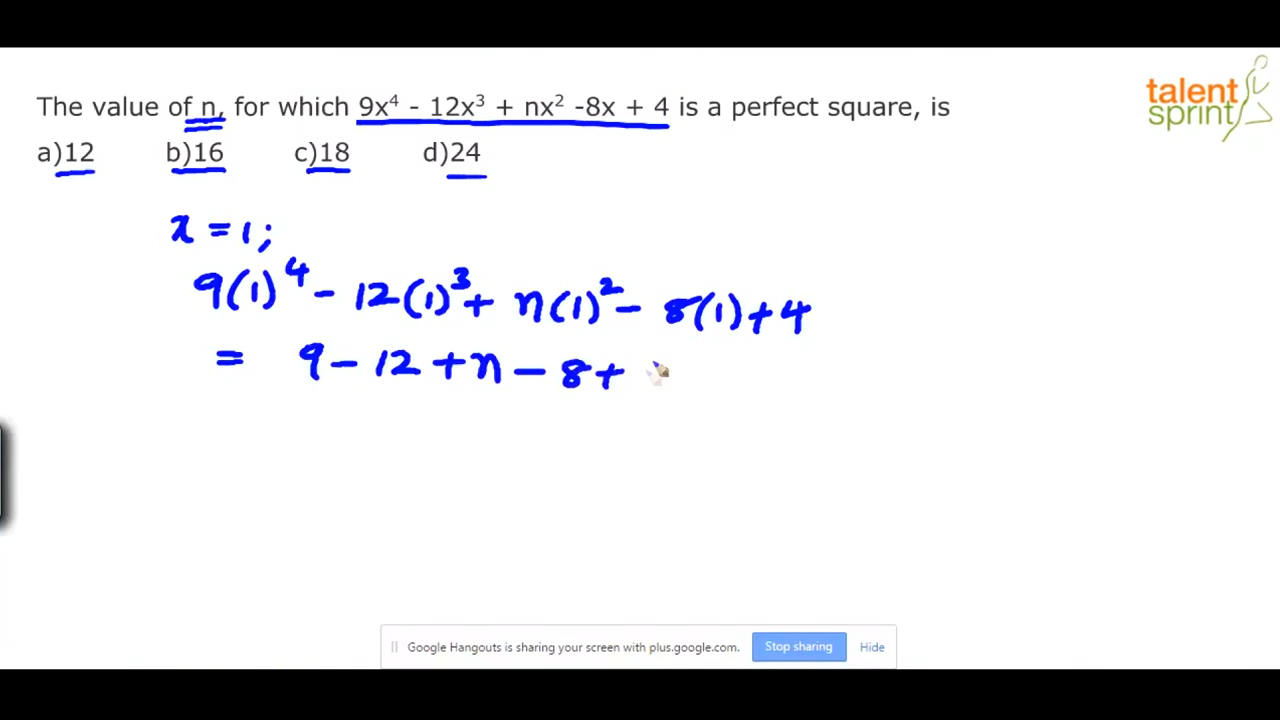 talent
sprint
The value of n, for which 9x⁴ - 12x³ + nx² -8x + 4 is a perfect square, is
a)12 b)16 c)18 d)24
x = 1;
9(1)⁴ - 12(1)³ + n(1)² - 8(1) + 4
= 9 - 12 + n - 8 +
Google Hangouts is sharing your screen with plus.google.com. Stop sharing Hide